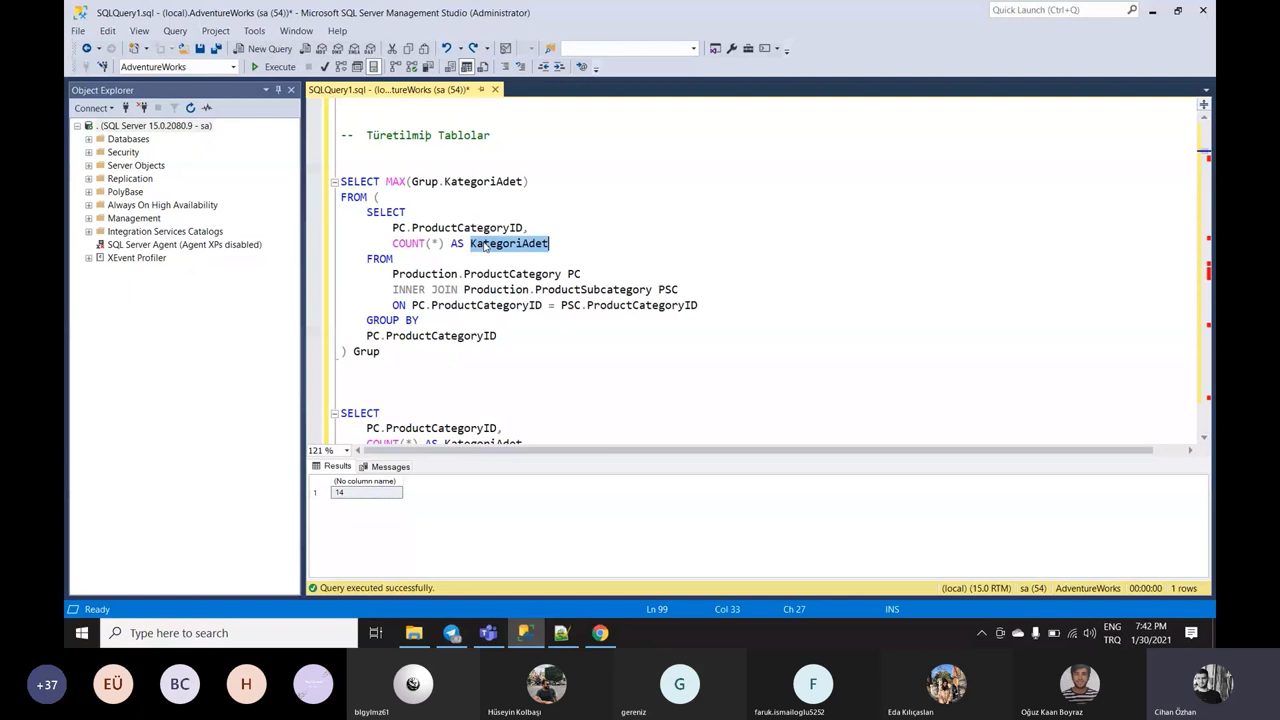 SQLQuery1.sql - (local).AdventureWorks (sa (54))* - Microsoft SQL Server Management Studio (Administrator)
Quick Launch (Ctrl+Q)
File Edit View Query Project Tools Window Help
New Query
AdventureWorks
Execute
Object Explorer
SQLQuery1.sql - (lo...tureWorks (sa (54))*
Connect
. (SQL Server 15.0.2080.9 - sa)
Databases
Security
Server Objects
Replication
PolyBase
Always On High Availability
Management
Integration Services Catalogs
SQL Server Agent (Agent XPs disabled)
XEvent Profiler
-- Türetilmiþ Tablolar
SELECT MAX(Grup.KategoriAdet)
FROM (
SELECT
PC.ProductCategoryID,
COUNT(*) AS KategoriAdet
FROM
Production.ProductCategory PC
INNER JOIN Production.ProductSubcategory PSC
ON PC.ProductCategoryID = PSC.ProductCategoryID
GROUP BY
PC.ProductCategoryID
) Grup
SELECT
PC.ProductCategoryID,
COUNT(*) AS KategoriAdet
121 %
Results Messages
(No column name)
1 14
Query executed successfully.
(local) (15.0 RTM) sa (54) AdventureWorks 00:00:00 1 rows
Ready
Ln 99 Col 33 Ch 27 INS
Type here to search
ENG
TRQ
7:42 PM
1/30/2021
+37
EÜ
BC
H
G
F
blgylmz61
Hüseyin Kolbaşı
gereniz
faruk.ismailoglu5252
Eda Kılıçaslan
Oğuz Kaan Boyraz
Cihan Özhan